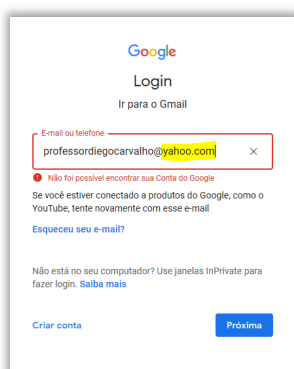 Google
Login
Ir para o Gmail
E-mail ou telefone
professordiegocarvalho@yahoo.com
Não foi possível encontrar sua Conta do Google
Se você estiver conectado a produtos do Google, como o
YouTube, tente novamente com esse e-mail
Esqueceu seu e-mail?
Não está no seu computador? Use janelas InPrivate para
fazer login. Saiba mais
Criar conta
Próxima